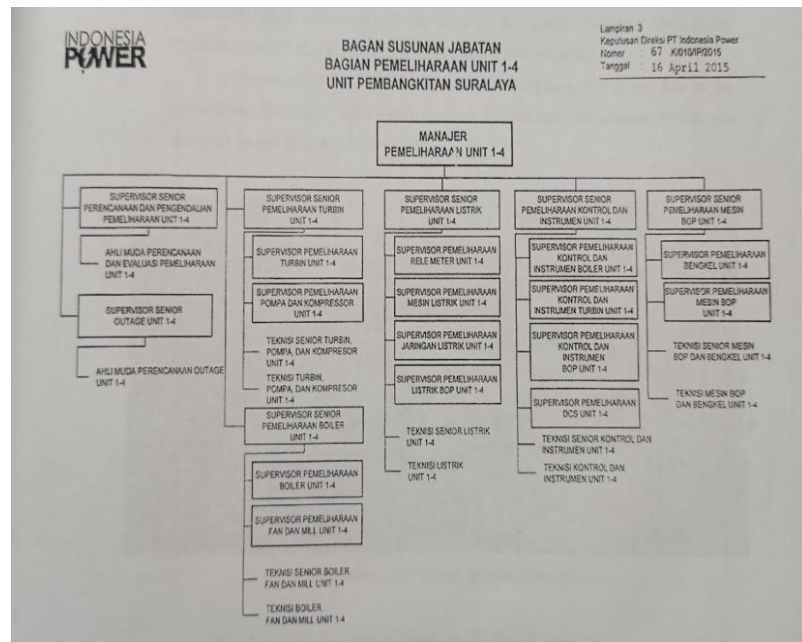 INDONESIA
POWER
BAGAN SUSUNAN JABATAN
BAGIAN PEMELIHARAAN UNIT 1-4
UNIT PEMBANGKITAN SURALAYA
Lampiran 3
Keputusan Direksi PT Indonesia Power
Nomor : 67 .K/010/IP/2015
Tanggal : 16 April 2015
MANAJER
PEMELIHARAAN UNIT 1-4
SUPERVISOR SENIOR
PERENCANAAN DAN PENGENDALIAN
PEMELIHARAAN UNIT 1-4
AHLI MUDA PERENCANAAN
DAN EVALUASI PEMELIHARAAN
UNIT 1-4
SUPERVISOR SENIOR
OUTAGE UNIT 1-4
AHLI MUDA PERENCANAAN OUTAGE
UNIT 1-4
SUPERVISOR SENIOR
PEMELIHARAAN TURBIN
UNIT 1-4
SUPERVISOR PEMELIHARAAN
TURBIN UNIT 1-4
SUPERVISOR PEMELIHARAAN
POMPA DAN KOMPRESSOR
UNIT 1-4
TEKNISI SENIOR TURBIN,
POMPA, DAN KOMPRESOR
UNIT 1-4
TEKNISI TURBIN,
POMPA, DAN KOMPRESOR
UNIT 1-4
SUPERVISOR SENIOR
PEMELIHARAAN BOILER
UNIT 1-4
SUPERVISOR PEMELIHARAAN
BOILER UNIT 1-4
SUPERVISOR PEMELIHARAAN
FAN DAN MILL UNIT 1-4
TEKNISI SENIOR BOILER,
FAN DAN MILL UNIT 1-4
TEKNISI BOILER,
FAN DAN MILL UNIT 1-4
SUPERVISOR SENIOR
PEMELIHARAAN LISTRIK
UNIT 1-4
SUPERVISOR PEMELIHARAAN
RELE METER UNIT 1-4
SUPERVISOR PEMELIHARAAN
MESIN LISTRIK UNIT 1-4
SUPERVISOR PEMELIHARAAN
JARINGAN LISTRIK UNIT 1-4
SUPERVISOR PEMELIHARAAN
LISTRIK BOP UNIT 1-4
TEKNISI SENIOR LISTRIK
UNIT 1-4
TEKNISI LISTRIK
UNIT 1-4
SUPERVISOR SENIOR
PEMELIHARAAN KONTROL DAN
INSTRUMEN UNIT 1-4
SUPERVISOR PEMELIHARAAN
KONTROL DAN
INSTRUMEN BOILER UNIT 1-4
SUPERVISOR PEMELIHARAAN
KONTROL DAN
INSTRUMEN TURBIN UNIT 1-4
SUPERVISOR PEMELIHARAAN
KONTROL DAN
INSTRUMEN
BOP UNIT 1-4
SUPERVISOR PEMELIHARAAN
DCS UNIT 1-4
TEKNISI SENIOR KONTROL DAN
INSTRUMEN UNIT 1-4
TEKNISI KONTROL DAN
INSTRUMEN UNIT 1-4
SUPERVISOR SENIOR
PEMELIHARAAN MESIN
BOP UNIT 1-4
SUPERVISOR PEMELIHARAAN
BENGKEL UNIT 1-4
SUPERVISOR PEMELIHARAAN
MESIN BOP
UNIT 1-4
TEKNISI SENIOR MESIN
BOP DAN BENGKEL UNIT 1-4
TEKNISI MESIN BOP
DAN BENGKEL UNIT 1-4